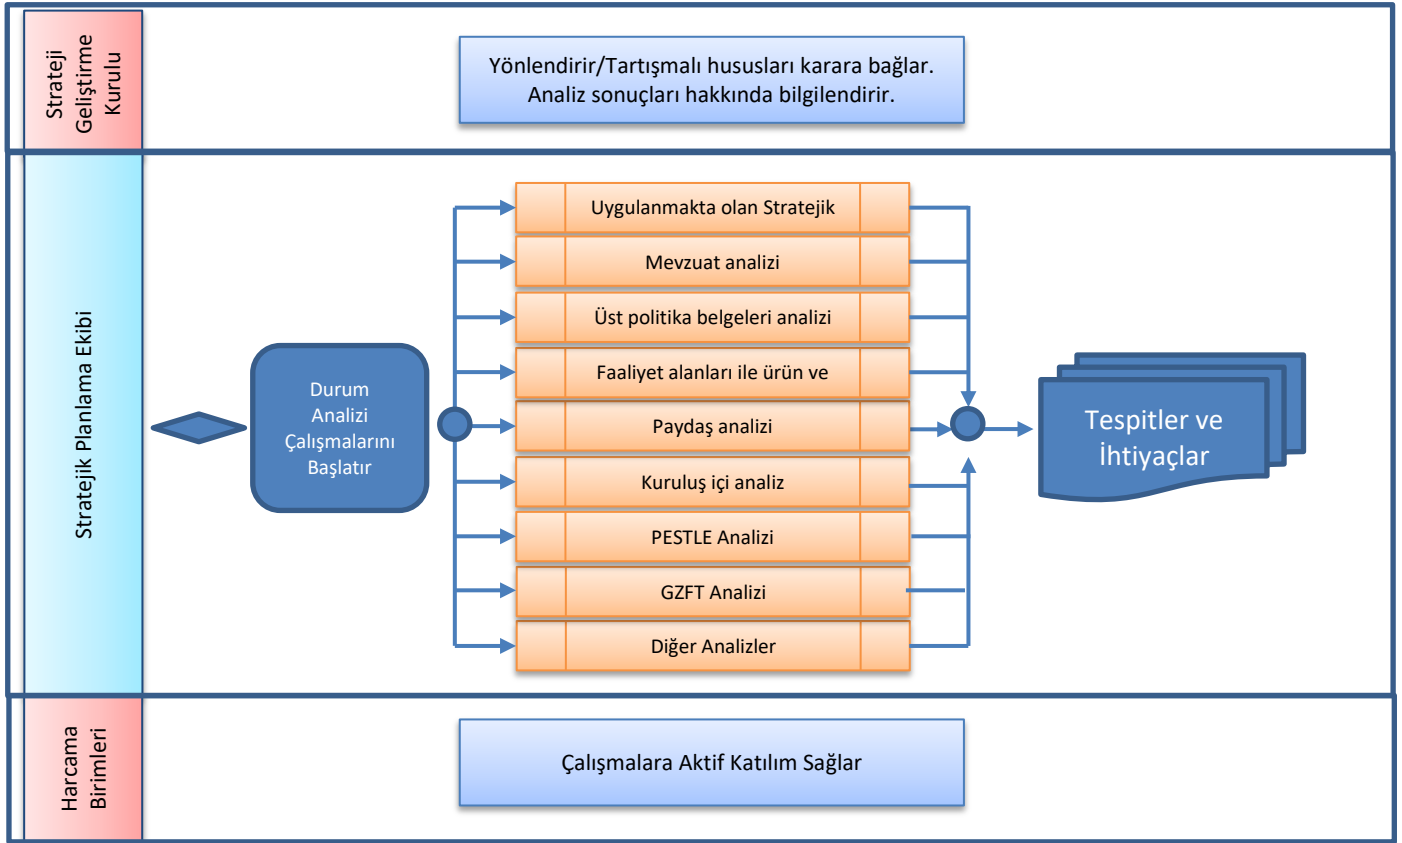 Strateji
Geliştirme
Kurulu
Yönlendirir/Tartışmalı hususları karara bağlar.
Analiz sonuçları hakkında bilgilendirir.
Stratejik Planlama Ekibi
Durum
Analizi
Çalışmalarını
Başlatır
Uygulanmakta olan Stratejik
Mevzuat analizi
Üst politika belgeleri analizi
Faaliyet alanları ile ürün ve
Paydaş analizi
Kuruluş içi analiz
PESTLE Analizi
GZFT Analizi
Diğer Analizler
Tespitler ve
İhtiyaçlar
Harcama
Birimleri
Çalışmalara Aktif Katılım Sağlar